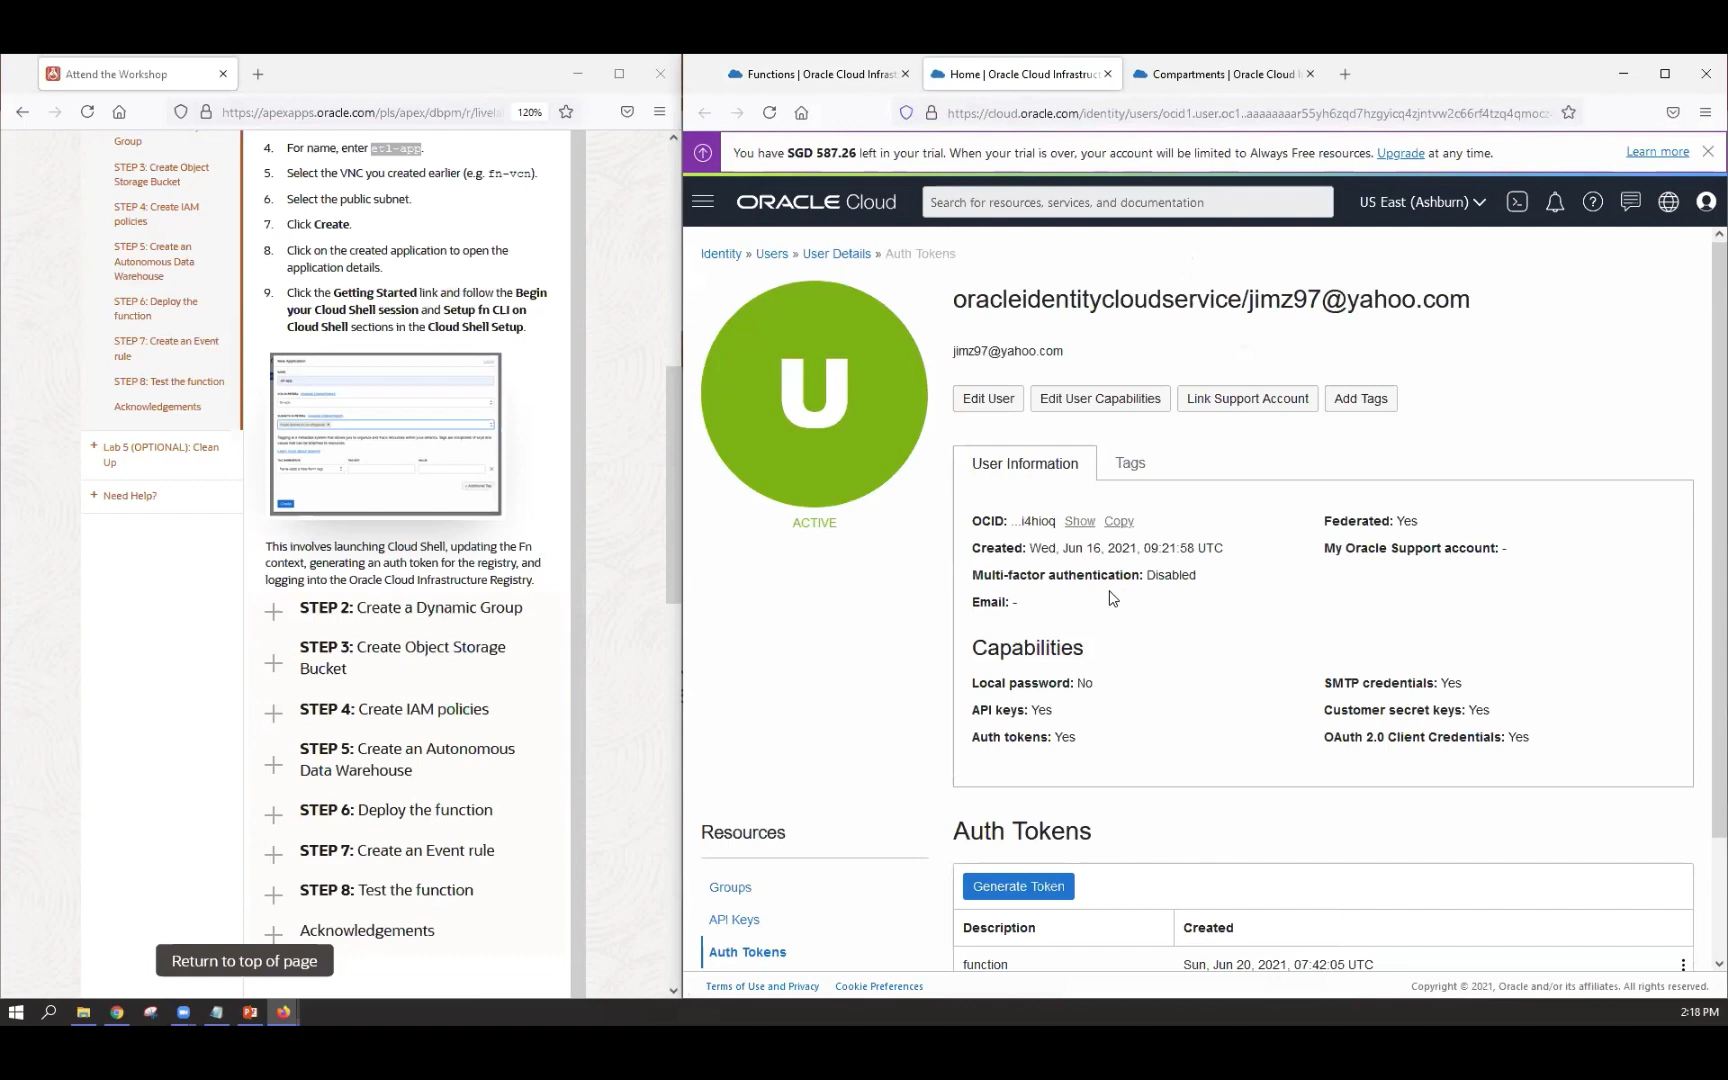 Attend the Workshop
https://apexapps.oracle.com/pls/apex/dbpm/r/livela
120%
Group
STEP 3: Create Object
Storage Bucket
STEP 4: Create IAM
policies
STEP 5: Create an
Autonomous Data
Warehouse
STEP 6: Deploy the
function
STEP 7: Create an Event
rule
STEP 8: Test the function
Acknowledgements
Lab 5 (OPTIONAL): Clean
Up
Need Help?
4. For name, enter etl-app.
5. Select the VNC you created earlier (e.g. fn-vcn).
6. Select the public subnet.
7. Click Create.
8. Click on the created application to open the
application details.
9. Click the Getting Started link and follow the Begin
your Cloud Shell session and Setup fn CLI on
Cloud Shell sections in the Cloud Shell Setup.
New Application
This involves launching Cloud Shell, updating the Fn
context, generating an auth token for the registry, and
logging into the Oracle Cloud Infrastructure Registry.
STEP 2: Create a Dynamic Group
STEP 3: Create Object Storage
Bucket
STEP 4: Create IAM policies
STEP 5: Create an Autonomous
Data Warehouse
STEP 6: Deploy the function
STEP 7: Create an Event rule
STEP 8: Test the function
Acknowledgements
Return to top of page
Functions | Oracle Cloud Infrast
Home | Oracle Cloud Infrastruct
Compartments | Oracle Cloud I
You have SGD 587.26 left in your trial. When your trial is over, your account will be limited to Always Free resources. Upgrade at any time.
Learn more
ORACLE Cloud
Search for resources, services, and documentation
US East (Ashburn)
Identity » Users » User Details » Auth Tokens
U
ACTIVE
oracleidentitycloudservice/jimz97@yahoo.com
jimz97@yahoo.com
Edit User
Edit User Capabilities
Link Support Account
Add Tags
User Information
Tags
OCID: ...i4hioq Show Copy
Federated: Yes
Created: Wed, Jun 16, 2021, 09:21:58 UTC
My Oracle Support account: -
Multi-factor authentication: Disabled
Email: -
Capabilities
Local password: No
SMTP credentials: Yes
API keys: Yes
Customer secret keys: Yes
Auth tokens: Yes
OAuth 2.0 Client Credentials: Yes
Resources
Groups
API Keys
Auth Tokens
Auth Tokens
Generate Token
Description
Created
function
Sun, Jun 20, 2021, 07:42:05 UTC
Terms of Use and Privacy
Cookie Preferences
Copyright © 2021, Oracle and/or its affiliates. All rights reserved.
2:18 PM